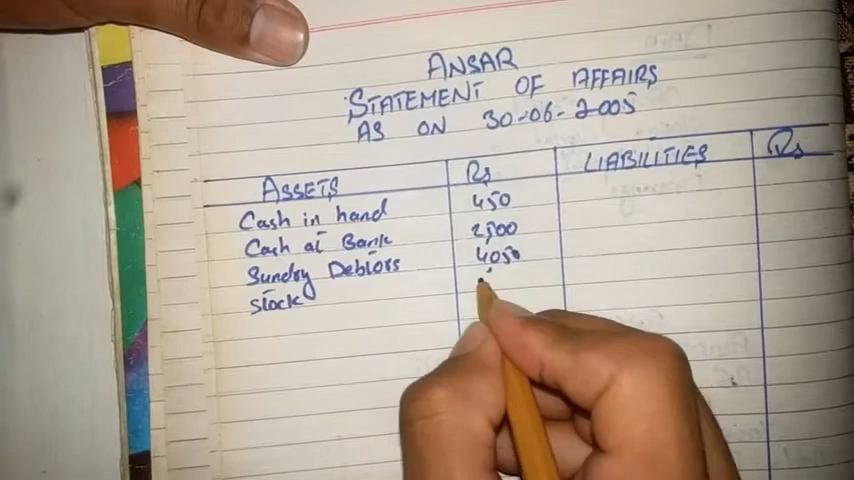 ANSAR
STATEMENT OF AFFAIRS
AS ON 30-06-2005
ASSETS Rs LIABILITIES Rs
Cash in hand 450
Cash at Bank 2,500
Sundry Debtors 4050
Stock